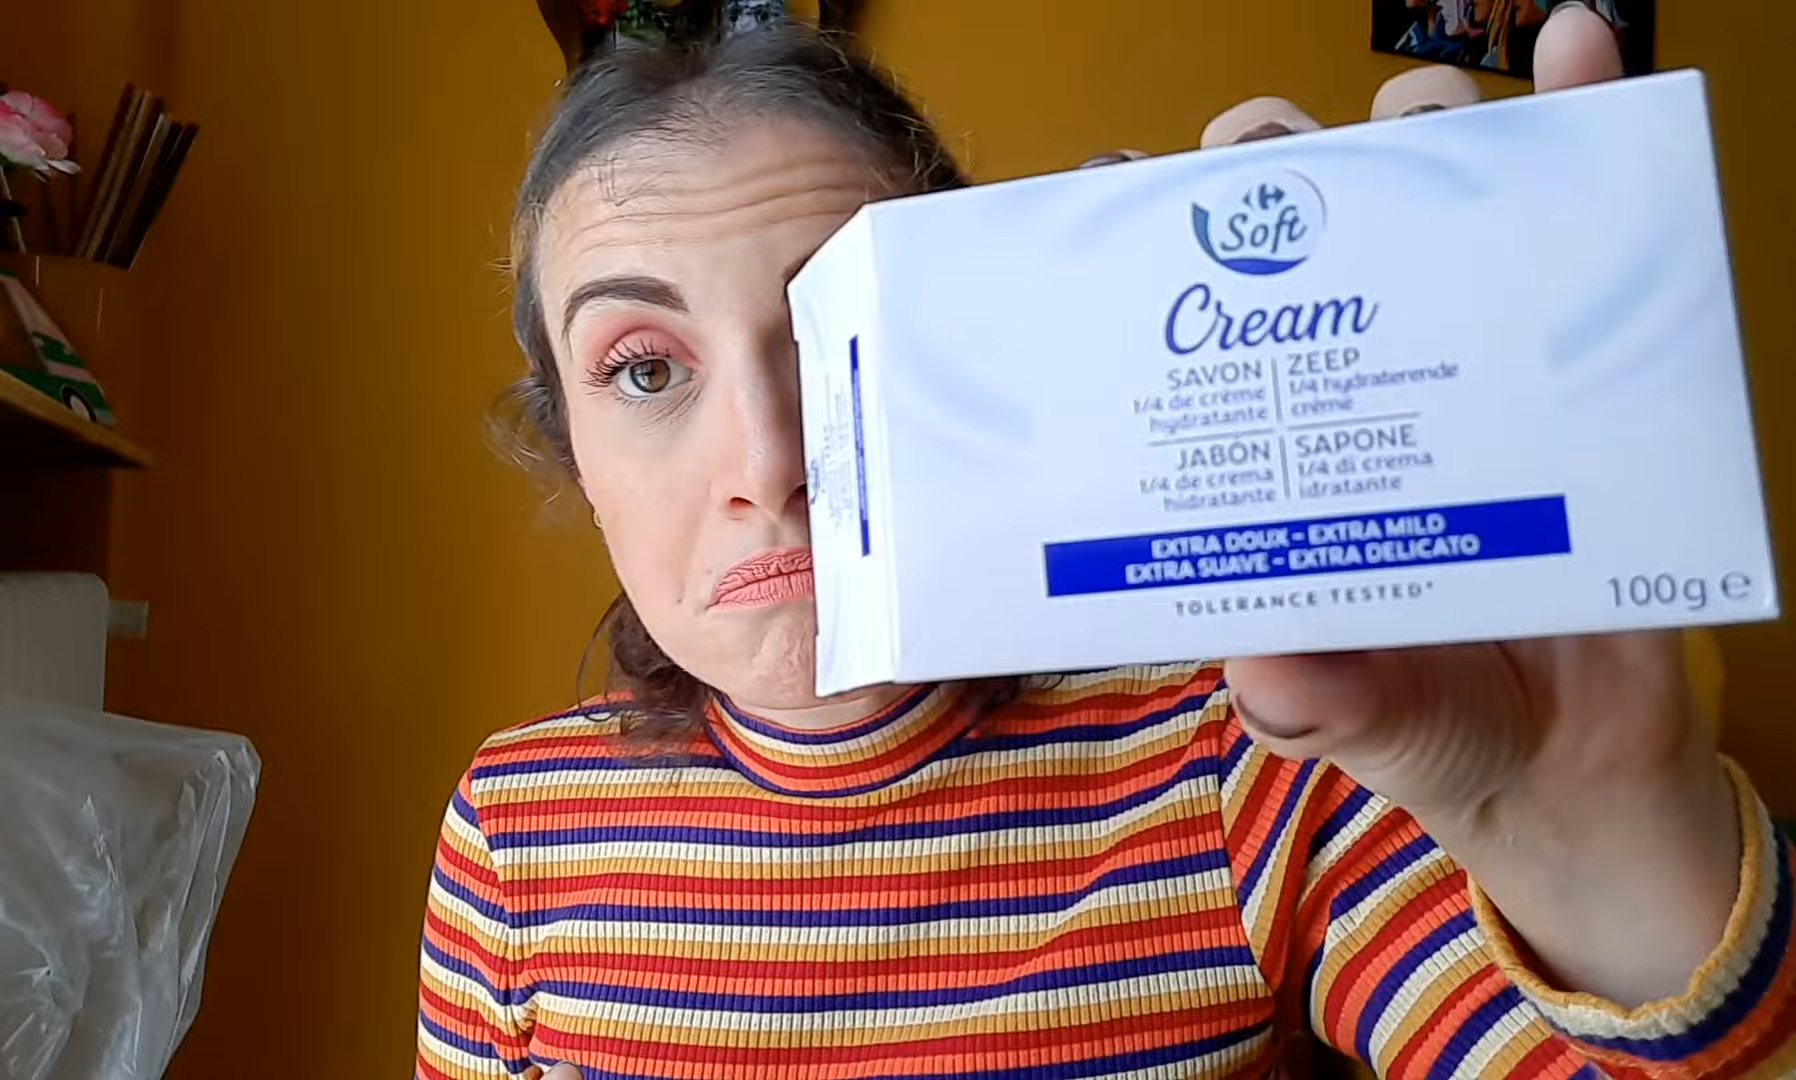 Soft
Cream
SAVON
1/4 de crème
hydratante
ZEEP
1/4 hydraterende
crème
JABÓN
1/4 de crema
hidratante
SAPONE
1/4 di crema
idratante
EXTRA DOUX - EXTRA MILD
EXTRA SUAVE - EXTRA DELICATO
TOLERANCE TESTED*
100g e